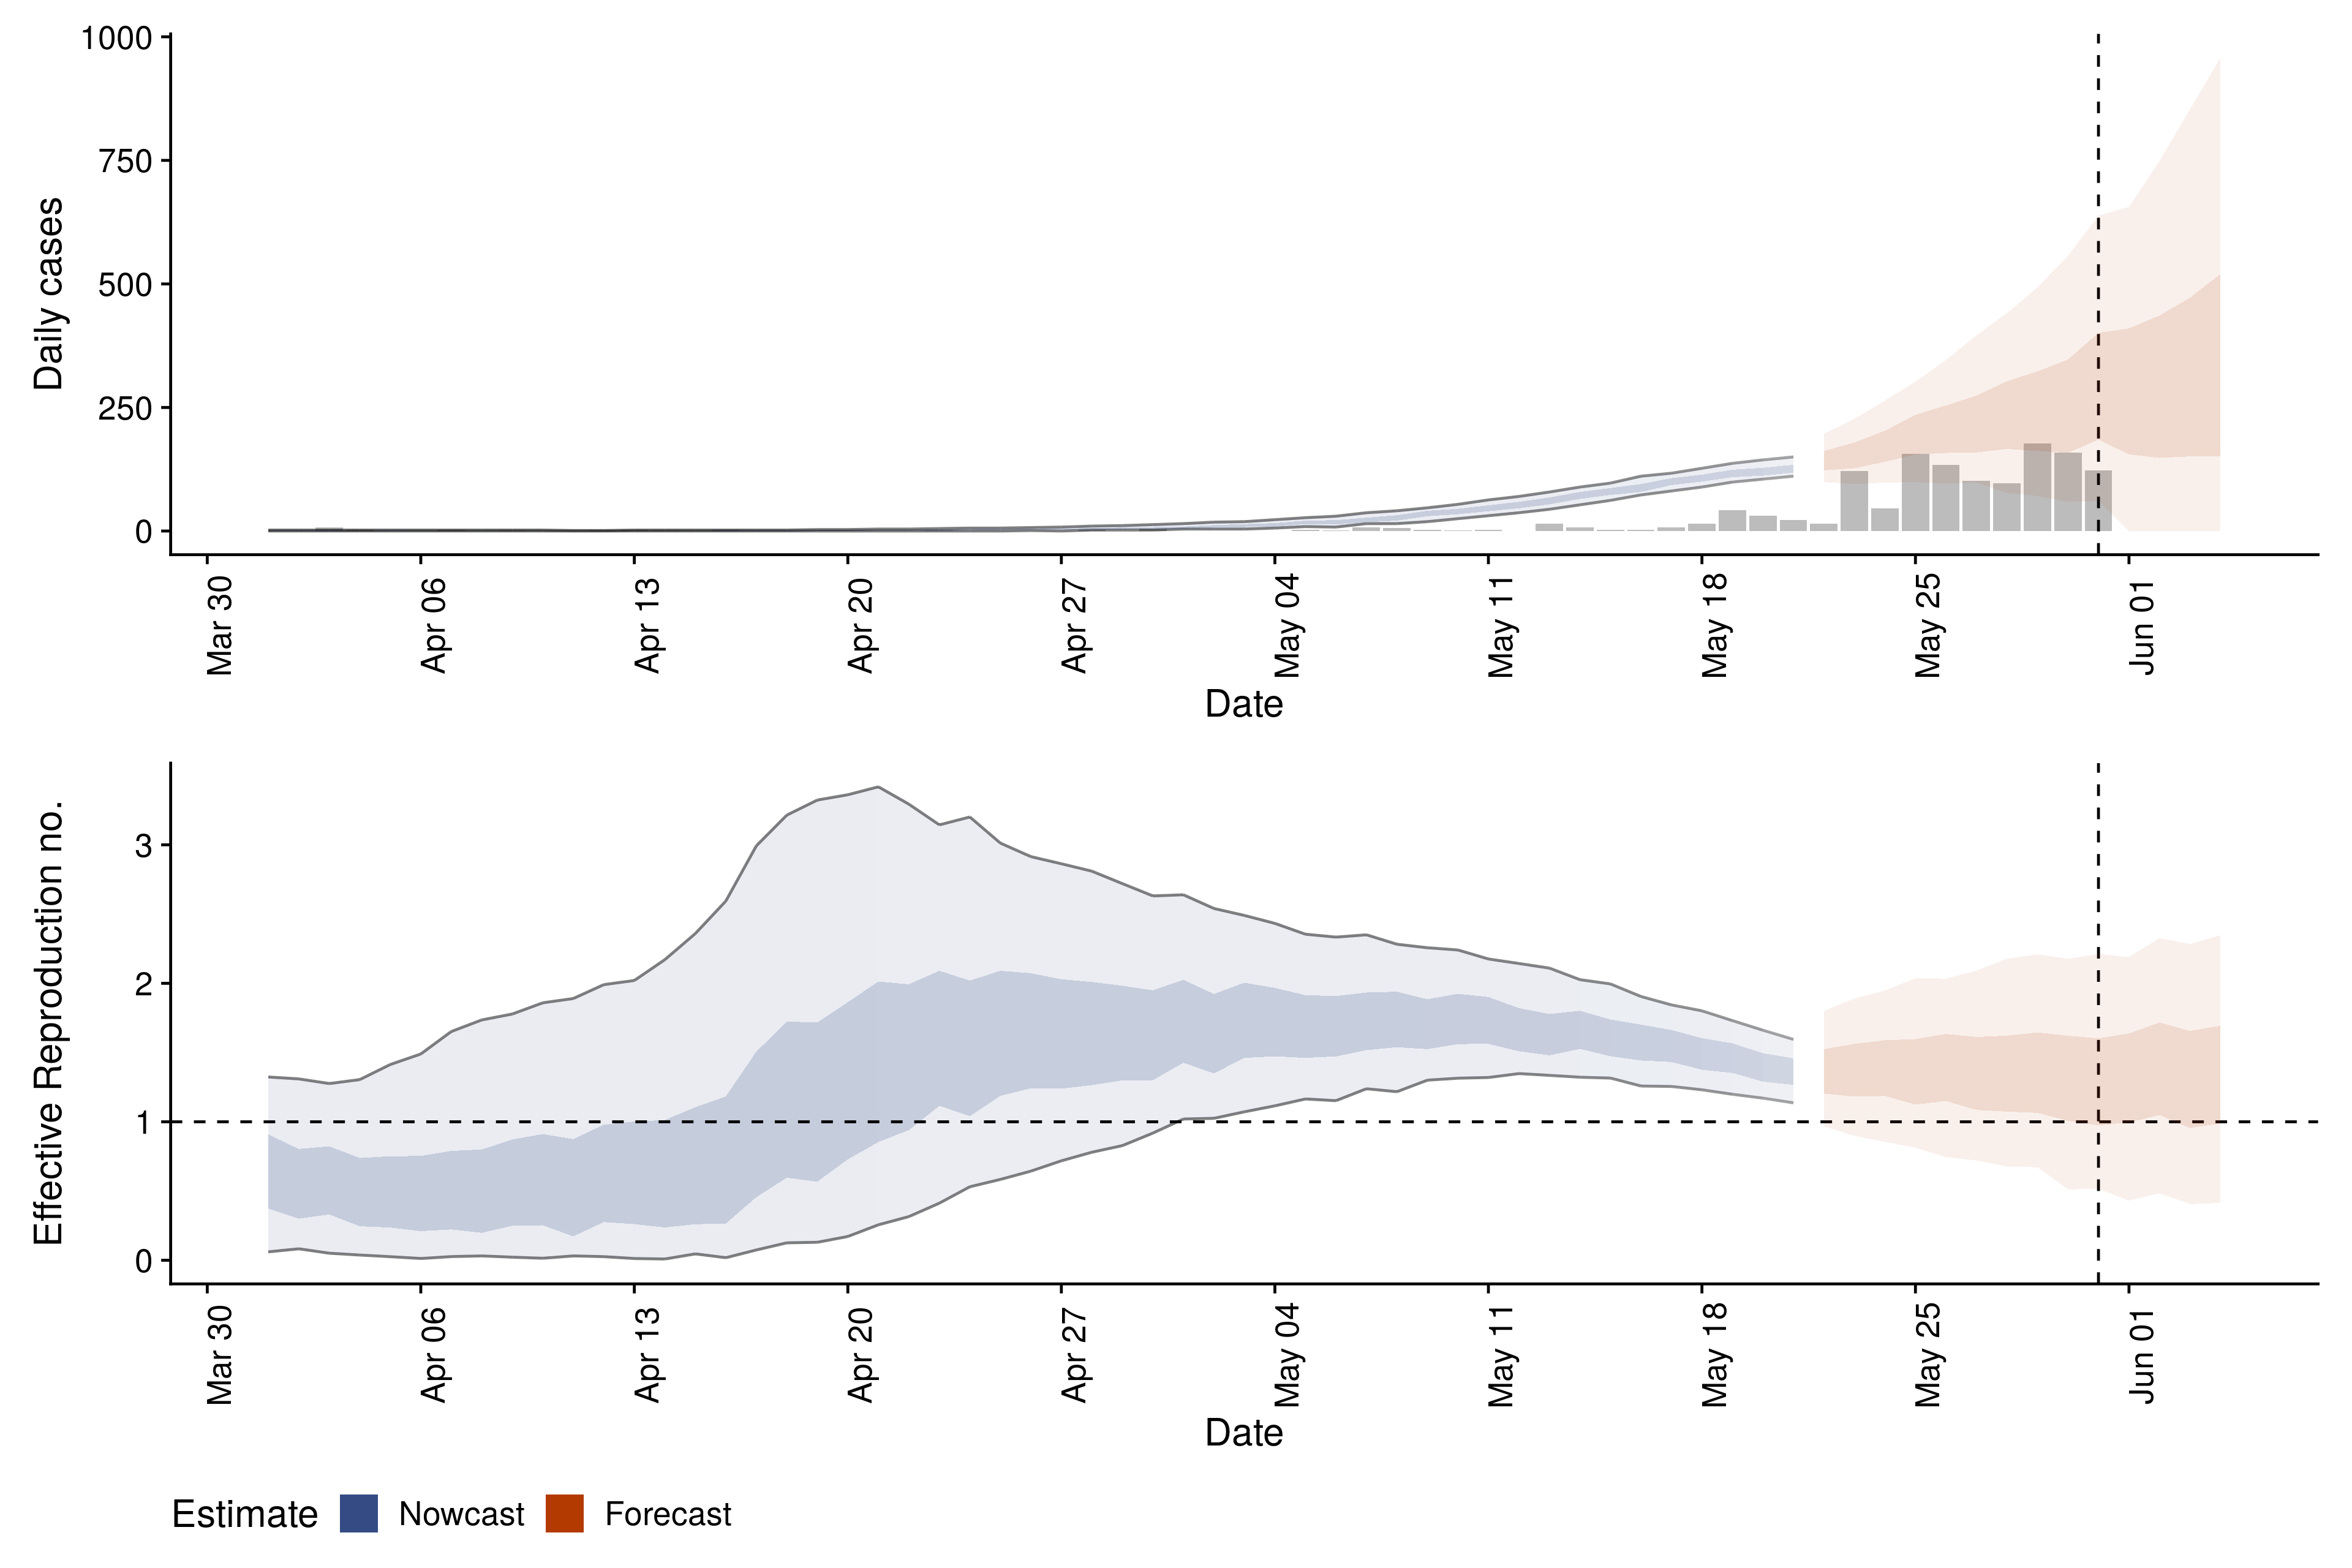 1000
750
500
250
0
Daily cases
Mar 30 Apr 06 Apr 13 Apr 20 Apr 27 May 04 May 11 May 18 May 25 Jun 01
Date
3
2
1
0
Effective Reproduction no.
Mar 30 Apr 06 Apr 13 Apr 20 Apr 27 May 04 May 11 May 18 May 25 Jun 01
Date
Estimate Nowcast Forecast